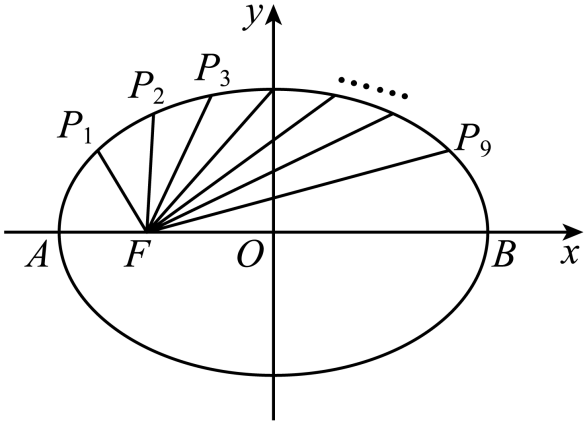 y
P₃
P₂
P₁ P₉
A F O B x